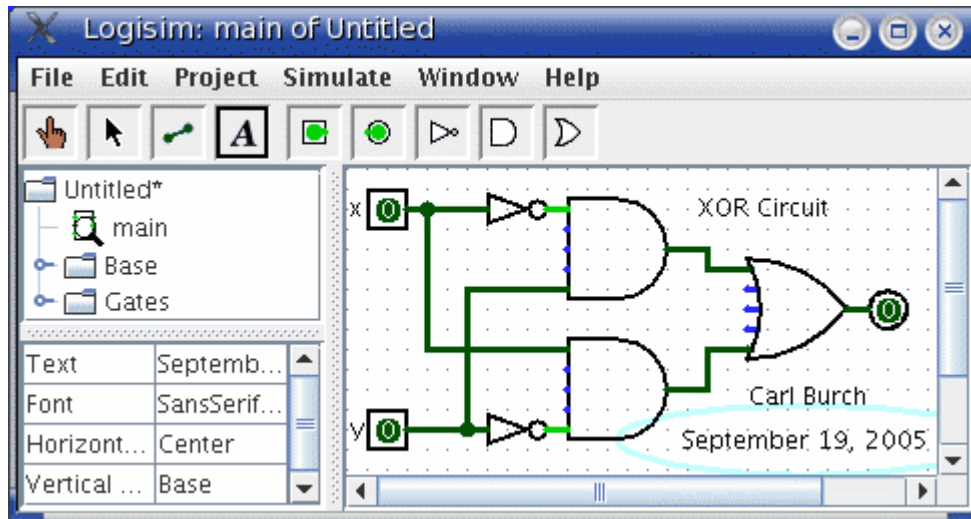 Logisim: main of Untitled
File Edit Project Simulate Window Help
A
Untitled*
main
Base
Gates
Text Septemb...
Font SansSerif...
Horizont... Center
Vertical ... Base
x 0
XOR Circuit
0
Carl Burch
y 0
September 19, 2005